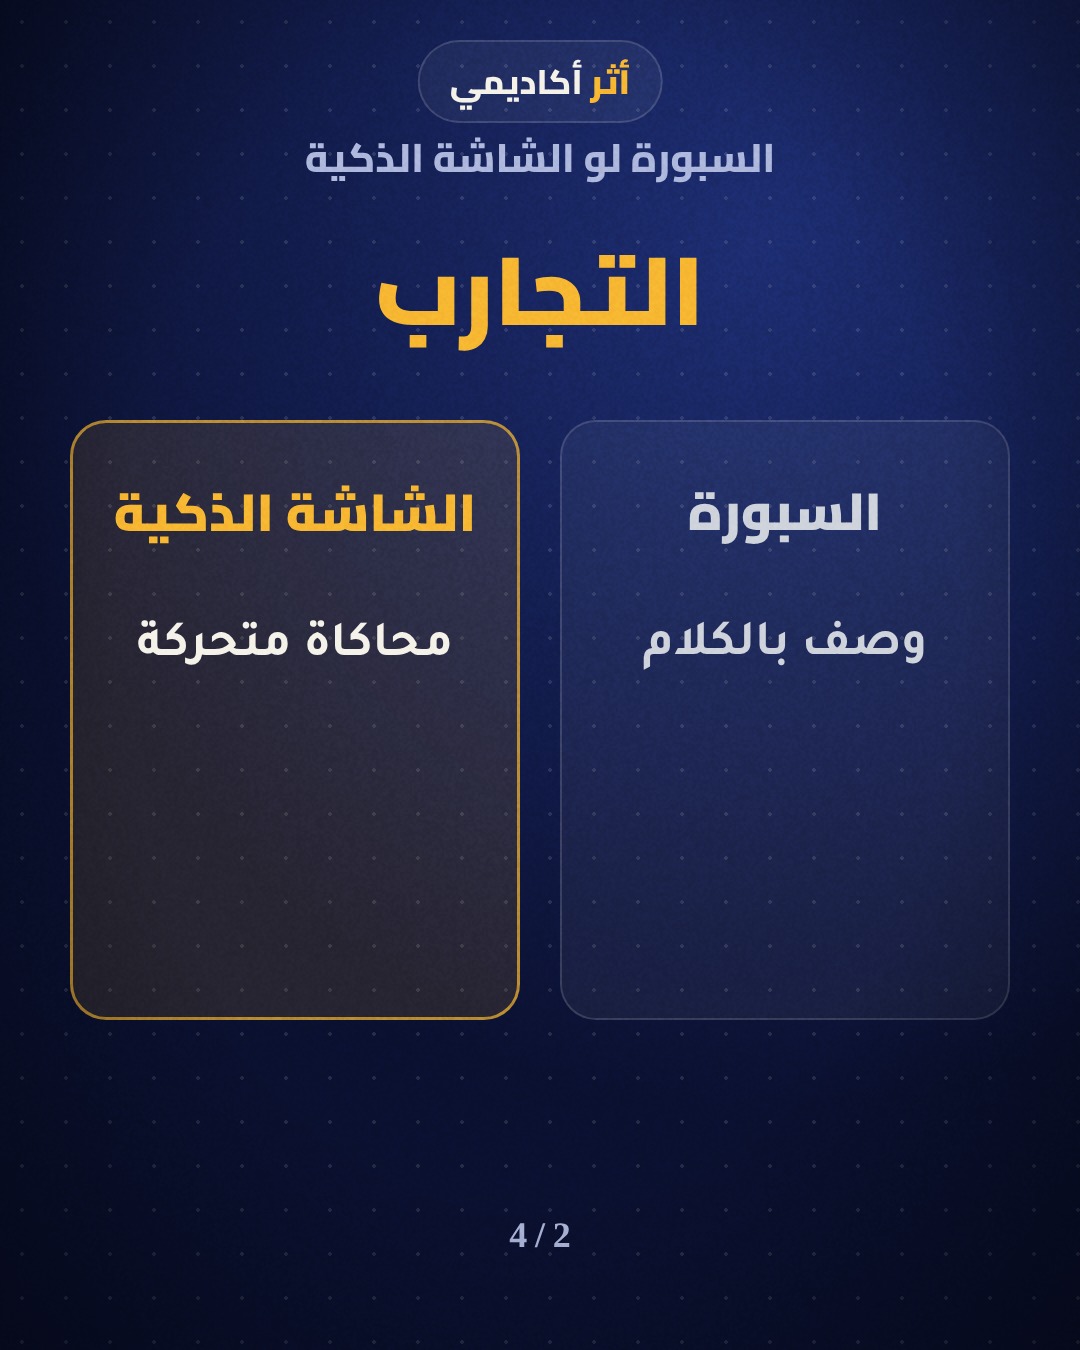 أثر أكاديمي
السبورة لو الشاشة الذكية
التجارب
السبورة
وصف بالكلام
الشاشة الذكية
محاكاة متحركة
4 / 2